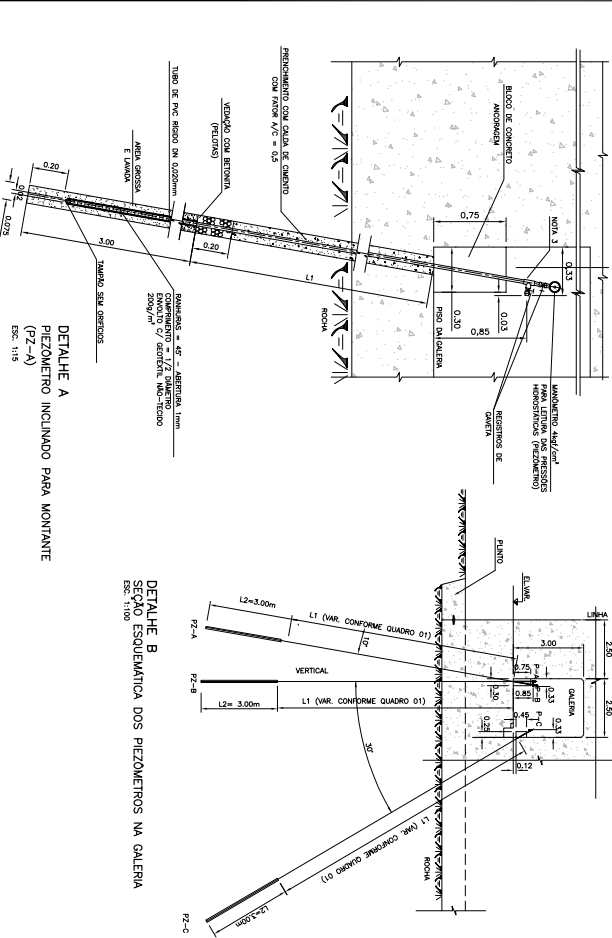 MANÔMETRO 4kgf/cm²
PARA LEITURA DAS PRESSÕES
HIDROSTÁTICAS (PIEZÔMETRO)
REGISTROS DE
GAVETA
NOTA 3
0.33
BLOCO DE CONCRETO
ANCORAGEM
0.75
0.03
0.30
0.85
PISO DA GALERIA
PRENCHIMENTO COM CALDA DE CIMENTO
COM FATOR A/C = 0,5
ROCHA
L1
VEDAÇÃO COM BETONITA
(PELOTAS)
0.20
TUBO DE PVC RÍGIDO DN 0,020mm
AREIA GROSSA
E LAVADA
3.00
0.20
0.02
0.075
RANHURAS = 45° - ABERTURA 1mm
COMPRIMENTO = 1/2 DIÂMETRO
ENVOLTO C/ GEOTÊXTIL NÃO-TECIDO
200g/m²
TAMPÃO SEM ORIFÍCIOS
DETALHE A
PIEZÔMETRO INCLINADO PARA MONTANTE
(PZ-A)
ESC. 1:15
LINHA
2.50
2.50
PLINTO
EL.VAR.
3.00
GALERIA
0.75
P-A
P-B
0.33
0.85
0.30
P-C
0.45
0.33
0.25
0.12
L1 (VAR. CONFORME QUADRO 01)
L2=3.00m
10°
PZ-A
VERTICAL
L1 (VAR. CONFORME QUADRO 01)
L2= 3.00m
PZ-B
30°
L1 (VAR. CONFORME QUADRO 01)
L2=3.00m
PZ-C
ROCHA
DETALHE B
SEÇÃO ESQUEMÁTICA DOS PIEZÔMETROS NA GALERIA
ESC. 1:100